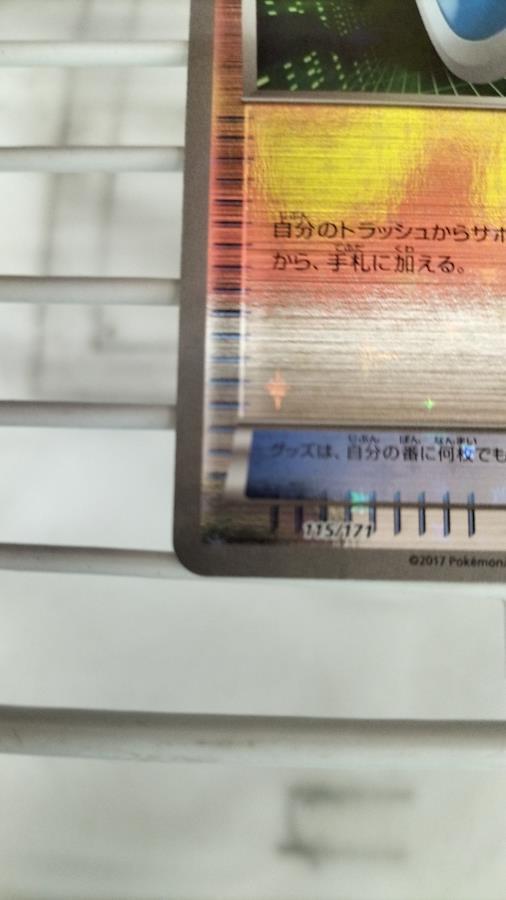 自分のトラッシュからサポ
から、手札に加える。
グッズは、自分の番に何枚でも
115/171
©2017 Pokémon